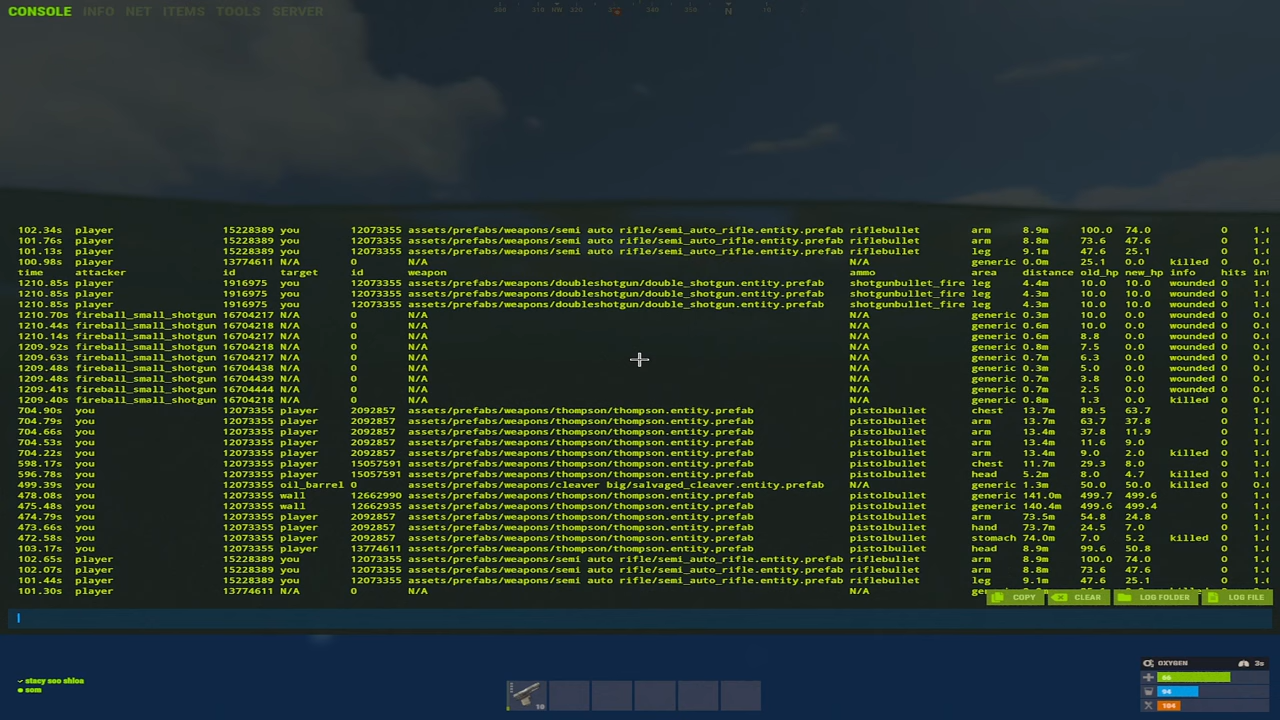 CONSOLE INFO NET ITEMS TOOLS SERVER
N
102.34s player 15228389 you 12073355 assets/prefabs/weapons/semi auto rifle/semi_auto_rifle.entity.prefab riflebullet arm 8.9m 100.0 74.0 0
101.76s player 15228389 you 12073355 assets/prefabs/weapons/semi auto rifle/semi_auto_rifle.entity.prefab riflebullet arm 8.8m 73.6 47.6 0
101.13s player 15228389 you 12073355 assets/prefabs/weapons/semi auto rifle/semi_auto_rifle.entity.prefab riflebullet leg 9.1m 47.6 25.1 0
100.98s player 13774611 N/A 0 N/A N/A generic 0.0m 25.1 0.0 killed 0
time attacker id target id weapon ammo area distance old_hp new_hp info hits
1210.85s player 1916975 you 12073355 assets/prefabs/weapons/doubleshotgun/double_shotgun.entity.prefab shotgunbullet_fire leg 4.4m 10.0 10.0 wounded 0
1210.85s player 1916975 you 12073355 assets/prefabs/weapons/doubleshotgun/double_shotgun.entity.prefab shotgunbullet_fire leg 4.3m 10.0 10.0 wounded 0
1210.85s player 1916975 you 12073355 assets/prefabs/weapons/doubleshotgun/double_shotgun.entity.prefab shotgunbullet_fire leg 4.3m 10.0 10.0 wounded 0
1210.70s fireball_small_shotgun 16704217 N/A 0 N/A N/A generic 0.3m 10.0 0.0 wounded 0
1210.44s fireball_small_shotgun 16704218 N/A 0 N/A N/A generic 0.6m 8.8 0.0 wounded 0
1210.14s fireball_small_shotgun 16704217 N/A 0 N/A N/A generic 0.6m 8.8 0.0 wounded 0
1209.92s fireball_small_shotgun 16704218 N/A 0 N/A N/A generic 0.8m 7.5 0.0 wounded 0
1209.63s fireball_small_shotgun 16704217 N/A 0 N/A N/A generic 0.7m 6.3 0.0 wounded 0
1209.48s fireball_small_shotgun 16704438 N/A 0 N/A N/A generic 0.3m 5.0 0.0 wounded 0
1209.48s fireball_small_shotgun 16704439 N/A 0 N/A N/A generic 0.7m 3.8 0.0 wounded 0
1209.41s fireball_small_shotgun 16704444 N/A 0 N/A N/A generic 0.7m 2.5 0.0 wounded 0
1209.40s fireball_small_shotgun 16704218 N/A 0 N/A N/A generic 0.8m 1.3 0.0 killed 0
704.90s you 12073355 player 2092857 assets/prefabs/weapons/thompson/thompson.entity.prefab pistolbullet chest 13.7m 89.5 63.7 0
704.79s you 12073355 player 2092857 assets/prefabs/weapons/thompson/thompson.entity.prefab pistolbullet arm 13.7m 63.7 37.8 0
704.66s you 12073355 player 2092857 assets/prefabs/weapons/thompson/thompson.entity.prefab pistolbullet arm 13.4m 37.8 11.9 0
704.53s you 12073355 player 2092857 assets/prefabs/weapons/thompson/thompson.entity.prefab pistolbullet arm 13.4m 11.6 9.0 0
704.22s you 12073355 player 2092857 assets/prefabs/weapons/thompson/thompson.entity.prefab pistolbullet arm 13.4m 9.0 2.0 killed 0
598.17s you 12073355 player 15057591 assets/prefabs/weapons/thompson/thompson.entity.prefab pistolbullet chest 11.7m 29.3 8.0 0
596.78s you 12073355 player 15057591 assets/prefabs/weapons/thompson/thompson.entity.prefab pistolbullet head 5.2m 8.0 4.7 killed 0
499.39s you 12073355 oil_barrel 0 assets/prefabs/weapons/cleaver big/salvaged_cleaver.entity.prefab N/A generic 1.3m 50.0 50.0 killed 0
478.08s you 12073355 wall 12662990 assets/prefabs/weapons/thompson/thompson.entity.prefab pistolbullet generic 141.0m 499.7 499.6 0
475.48s you 12073355 wall 12662935 assets/prefabs/weapons/thompson/thompson.entity.prefab pistolbullet generic 140.4m 499.6 499.4 0
474.79s you 12073355 player 2092857 assets/prefabs/weapons/thompson/thompson.entity.prefab pistolbullet arm 73.5m 54.8 24.8 0
473.66s you 12073355 player 2092857 assets/prefabs/weapons/thompson/thompson.entity.prefab pistolbullet hand 73.7m 24.5 7.0 0
472.58s you 12073355 player 2092857 assets/prefabs/weapons/thompson/thompson.entity.prefab pistolbullet stomach 74.0m 7.0 5.2 killed 0
103.17s you 12073355 player 13774611 assets/prefabs/weapons/thompson/thompson.entity.prefab pistolbullet head 8.9m 99.6 50.8 0
102.65s player 15228389 you 12073355 assets/prefabs/weapons/semi auto rifle/semi_auto_rifle.entity.prefab riflebullet arm 8.9m 100.0 74.0 0
102.07s player 15228389 you 12073355 assets/prefabs/weapons/semi auto rifle/semi_auto_rifle.entity.prefab riflebullet arm 8.8m 73.6 47.6 0
101.44s player 15228389 you 12073355 assets/prefabs/weapons/semi auto rifle/semi_auto_rifle.entity.prefab riflebullet leg 9.1m 47.6 25.1 0
101.30s player 13774611 N/A 0 N/A N/A
COPY CLEAR LOG FOLDER LOG FILE
OXYGEN 3s
66
94
104
stacy soo shloa
som
10